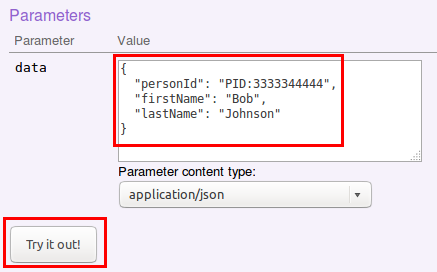 Parameters
Parameter Value
data
{
  "personId": "PID:3333344444",
  "firstName": "Bob",
  "lastName": "Johnson"
}
Parameter content type:
application/json
Try it out!